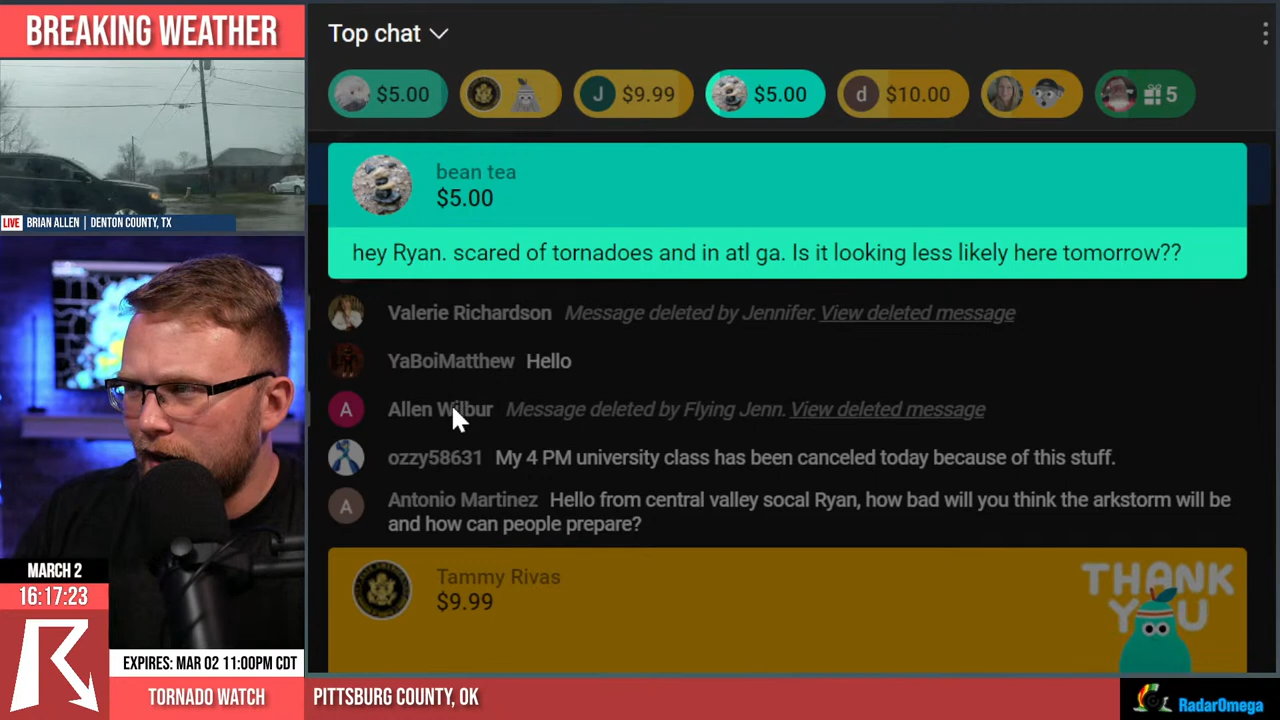 BREAKING WEATHER
LIVE BRIAN ALLEN | DENTON COUNTY, TX
MARCH 2
16:17:23
EXPIRES: MAR 02 11:00PM CDT
TORNADO WATCH
PITTSBURG COUNTY, OK
RadarOmega
Top chat
$5.00
J $9.99
$5.00
d $10.00
5
bean tea
$5.00
hey Ryan. scared of tornadoes and in atl ga. Is it looking less likely here tomorrow??
Valerie Richardson Message deleted by Jennifer. View deleted message
YaBoiMatthew Hello
A Allen Wilbur Message deleted by Flying Jenn. View deleted message
ozzy58631 My 4 PM university class has been canceled today because of this stuff.
A Antonio Martinez Hello from central valley socal Ryan, how bad will you think the arkstorm will be
and how can people prepare?
Tammy Rivas
$9.99
THANK
YOU